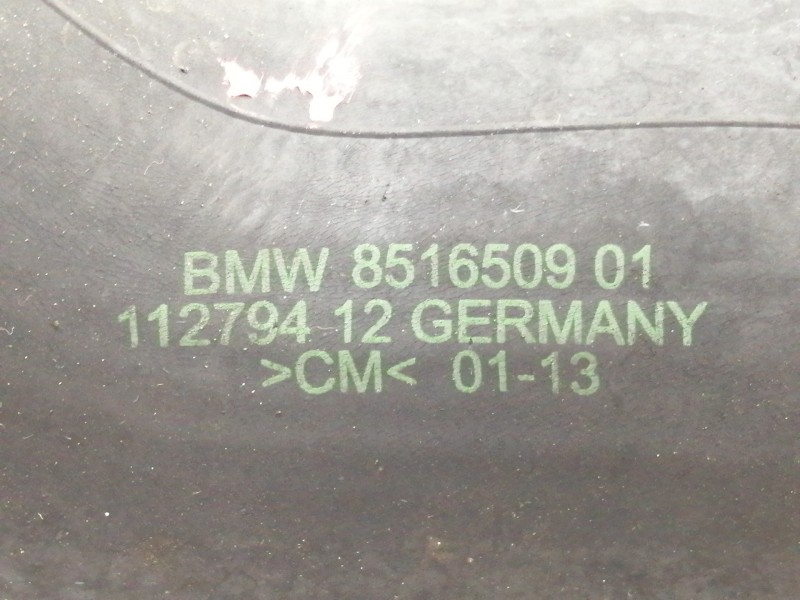 BMW 8516509 01
112794 12 GERMANY
>CM< 01-13